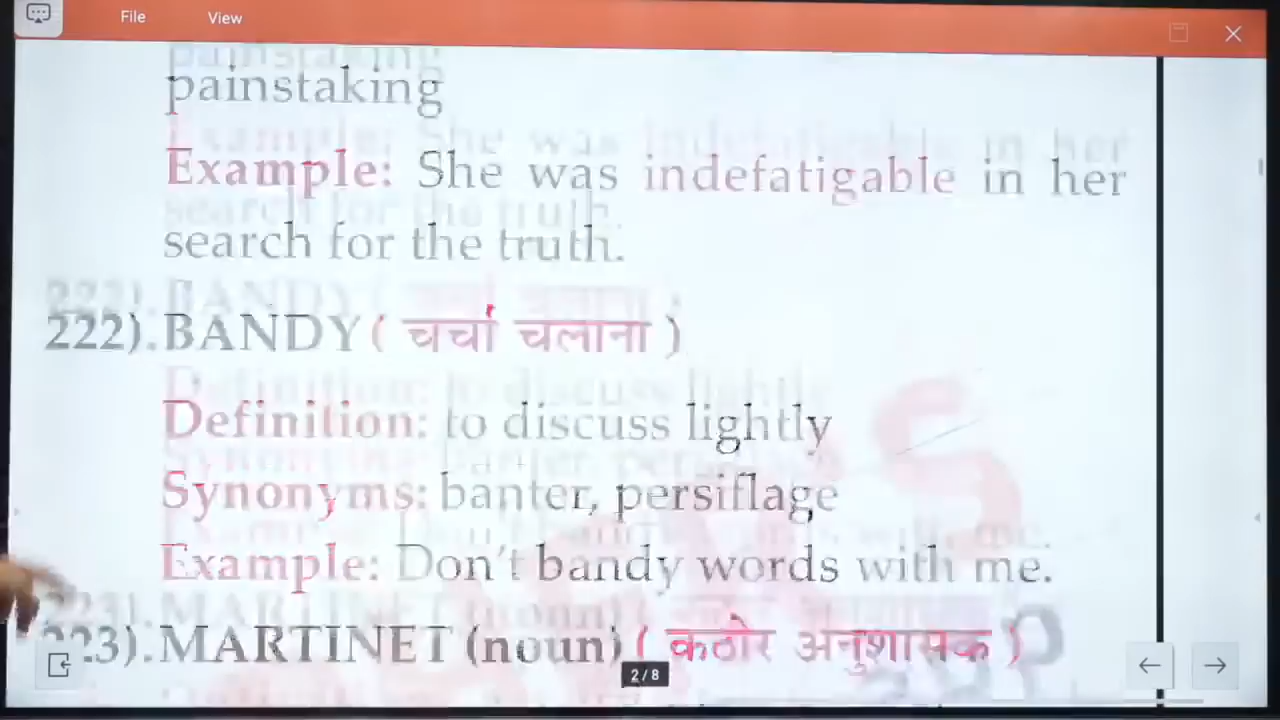 File View
painstaking
Example: She was indefatigable in her
search for the truth.
222).BANDY ( चर्चा चलाना )
Definition: to discuss lightly
Synonyms: banter, persiflage
Example: Don't bandy words with me.
223).MARTINET (noun) ( कठोर अनुशासक )
2/8